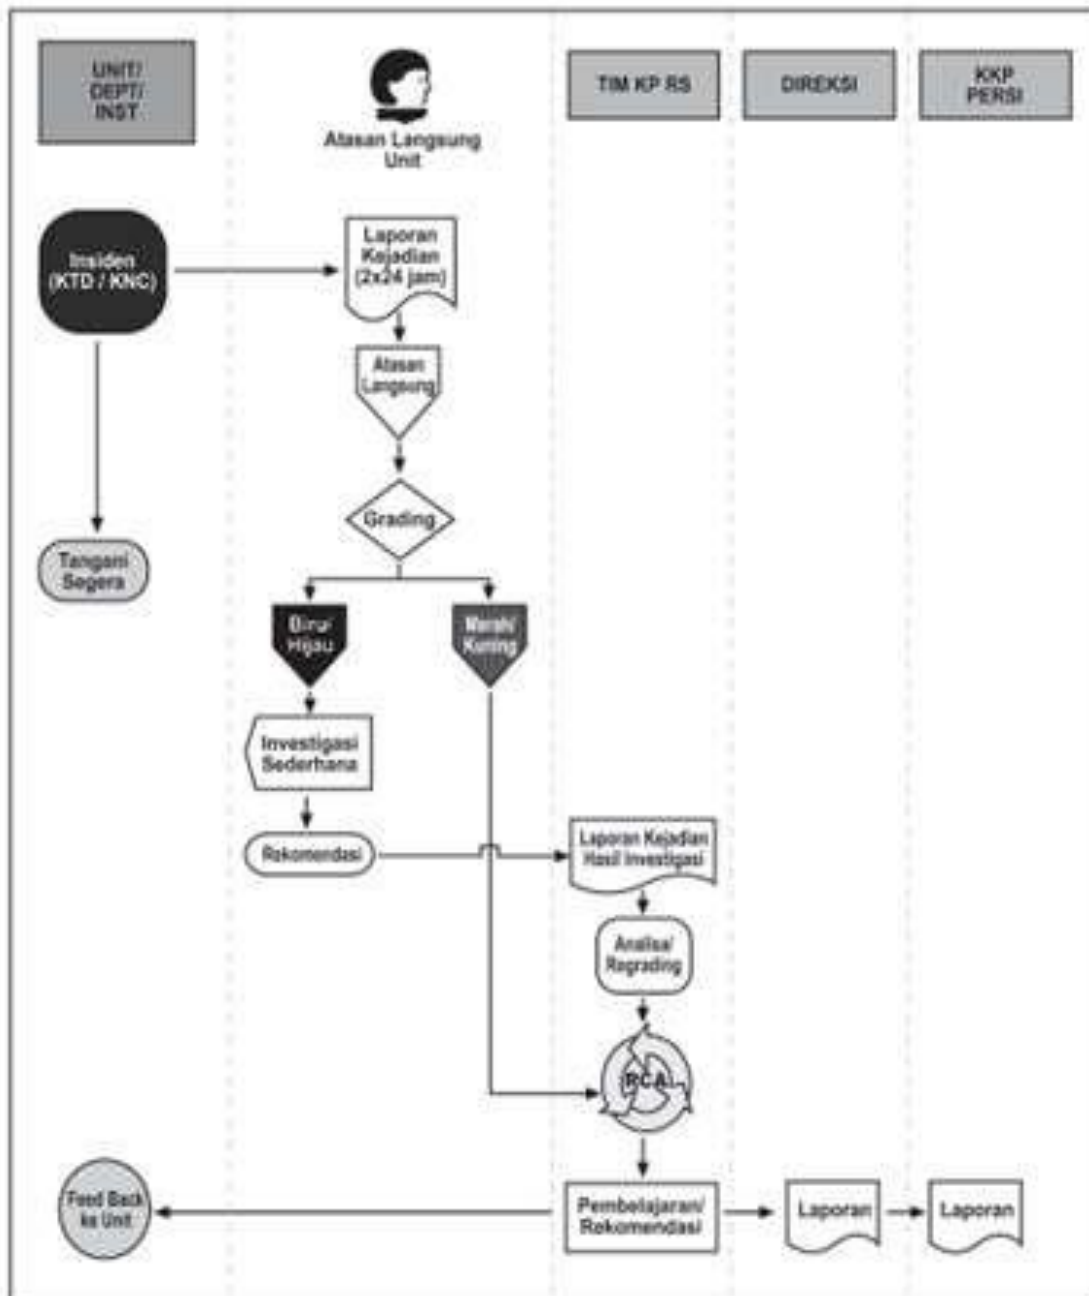 UNIT/
DEPT/
INST
Atasan Langsung
Unit
TIM KP RS
DIREKSI
KKP
PERSI
Insiden
(KTD / KNC)
Laporan
Kejadian
(2x24 jam)
Atasan
Langsung
Grading
Tangani
Segera
Biru/
Hijau
Merah/
Kuning
Investigasi
Sederhana
Rekomendasi
Laporan Kejadian
Hasil Investigasi
Analisa/
Regrading
RCA
Feed Back
ke Unit
Pembelajaran/
Rekomendasi
Laporan
Laporan